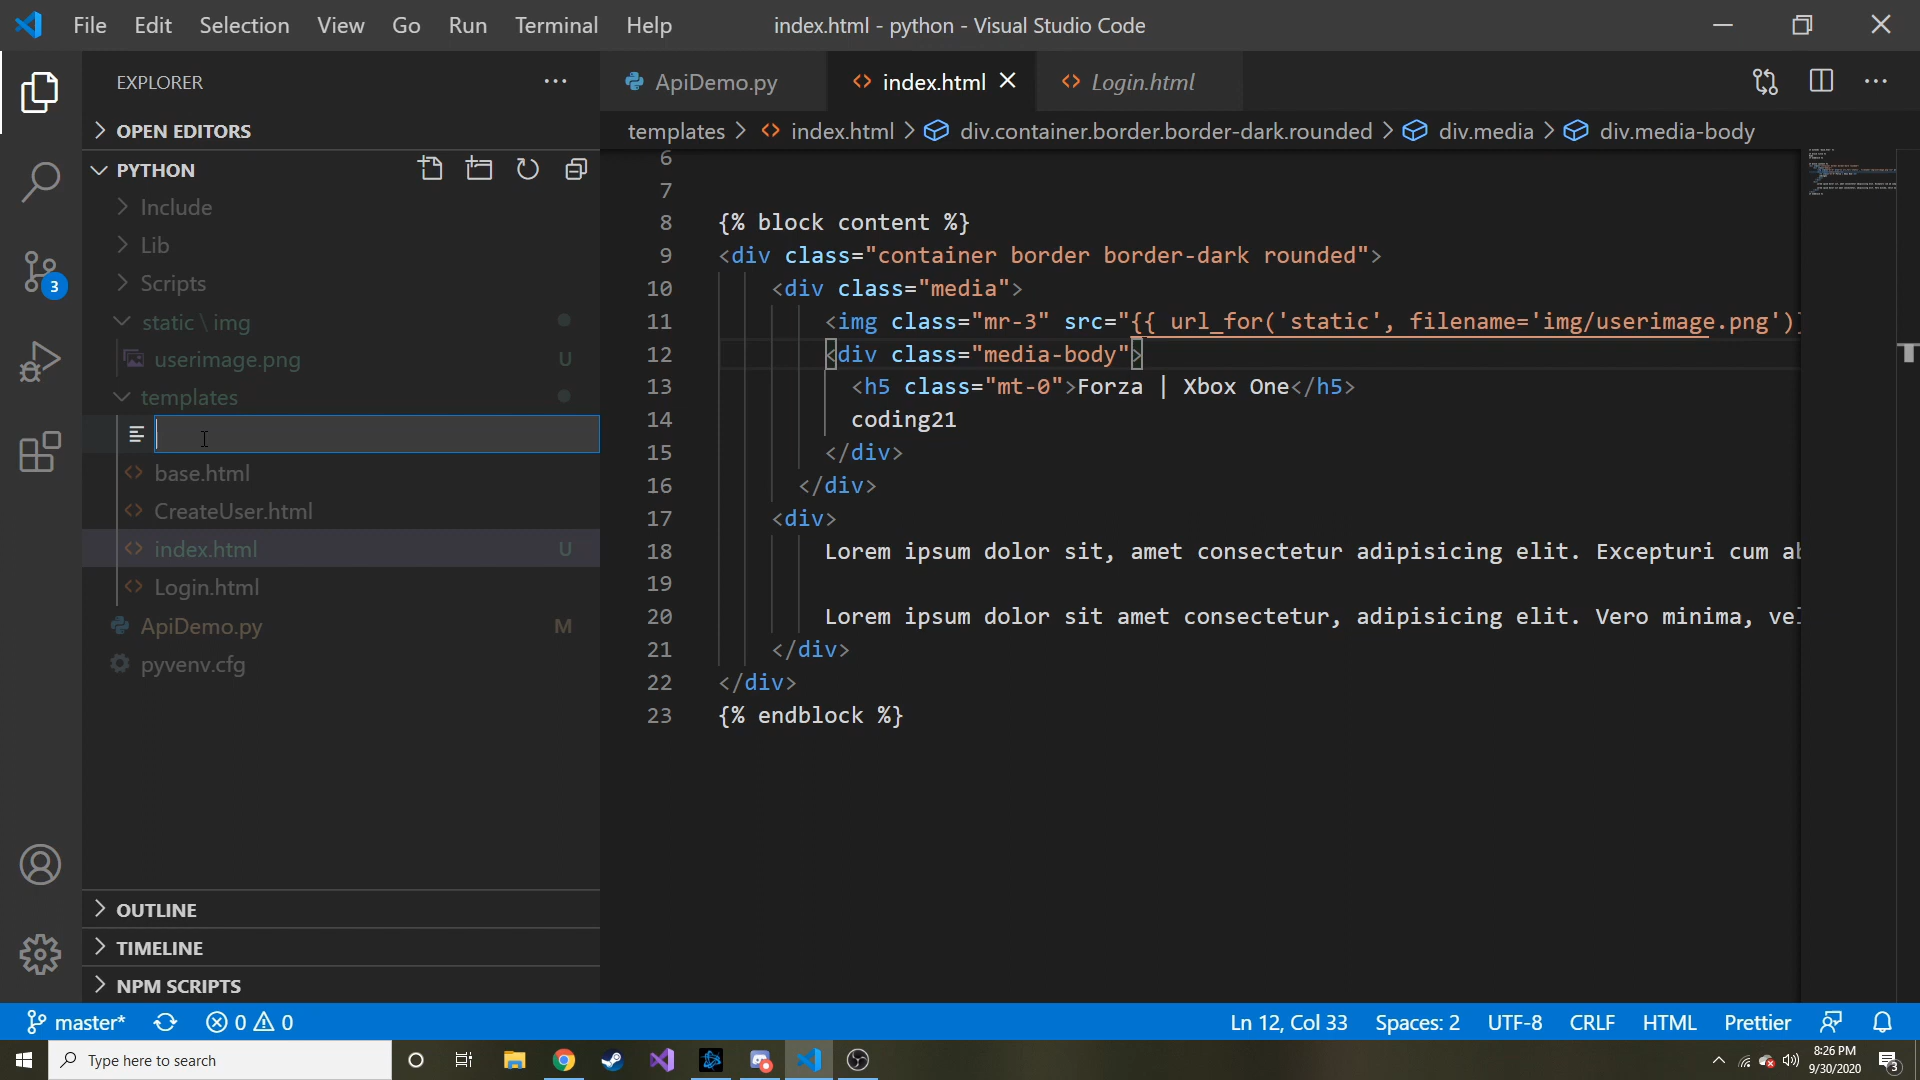 File Edit Selection View Go Run Terminal Help
index.html - python - Visual Studio Code
EXPLORER
ApiDemo.py
index.html
Login.html
OPEN EDITORS
templates > index.html > div.container.border.border-dark.rounded > div.media > div.media-body
PYTHON
Include
Lib
Scripts
static \ img
userimage.png U
templates
base.html
CreateUser.html
index.html U
Login.html
ApiDemo.py M
pyvenv.cfg
OUTLINE
TIMELINE
NPM SCRIPTS
3
6
7
8 {% block content %}
9 <div class="container border border-dark rounded">
10 <div class="media">
11 <img class="mr-3" src="{{ url_for('static', filename='img/userimage.png')}
12 <div class="media-body">
13 <h5 class="mt-0">Forza | Xbox One</h5>
14 coding21
15 </div>
16 </div>
17 <div>
18 Lorem ipsum dolor sit, amet consectetur adipisicing elit. Excepturi cum ab
19
20 Lorem ipsum dolor sit amet consectetur, adipisicing elit. Vero minima, vel
21 </div>
22 </div>
23 {% endblock %}
master* 0 0 Ln 12, Col 33 Spaces: 2 UTF-8 CRLF HTML Prettier
Type here to search
8:26 PM
9/30/2020
3